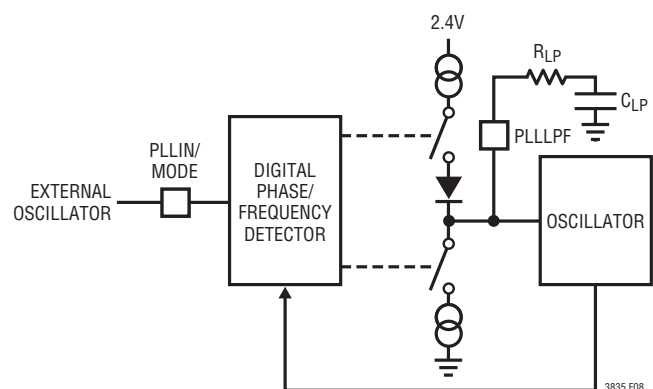 2.4V
RLP
CLP
PLLLPF
PLLIN/
MODE
EXTERNAL
OSCILLATOR
DIGITAL
PHASE/
FREQUENCY
DETECTOR
OSCILLATOR
3835 F08